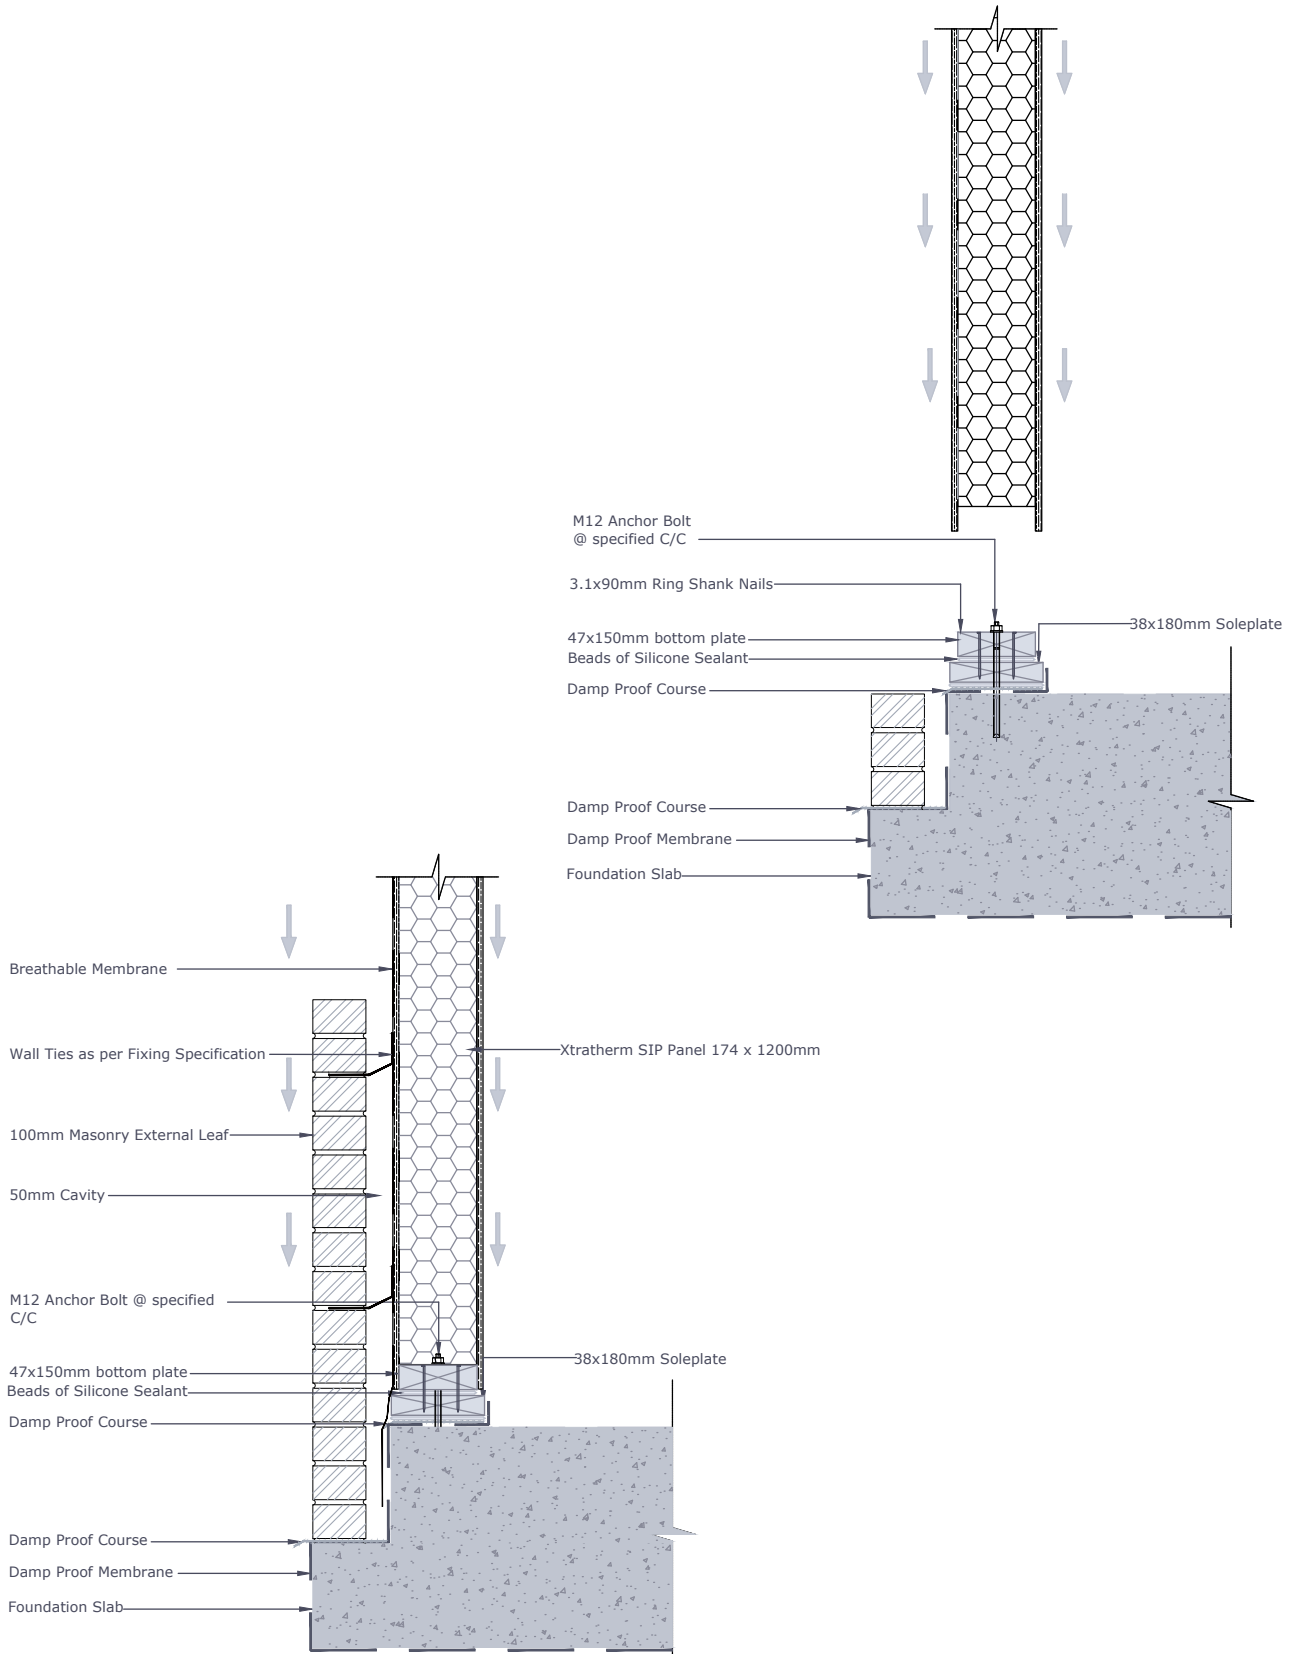 M12 Anchor Bolt
@ specified C/C
3.1x90mm Ring Shank Nails
38x180mm Soleplate
47x150mm bottom plate
Beads of Silicone Sealant
Damp Proof Course
Damp Proof Course
Damp Proof Membrane
Foundation Slab
Breathable Membrane
Wall Ties as per Fixing Specification
Xtratherm SIP Panel 174 x 1200mm
100mm Masonry External Leaf
50mm Cavity
M12 Anchor Bolt @ specified
C/C
38x180mm Soleplate
47x150mm bottom plate
Beads of Silicone Sealant
Damp Proof Course
Damp Proof Course
Damp Proof Membrane
Foundation Slab